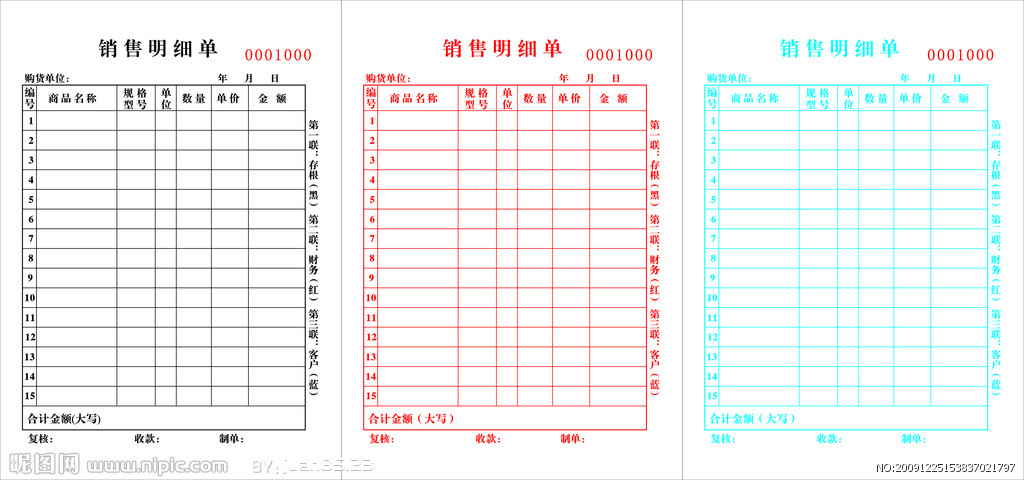 销售明细单
0001000
购货单位： 年 月 日
编号 商品名称 规格型号 单位 数量 单价 金额
1
2
3
4
5
6
7
8
9
10
11
12
13
14
15
合计金额(大写)
复核： 收款： 制单：
第一联：存根（黑）第二联：财务（红）第三联：客户（蓝）
销售明细单
0001000
购货单位： 年 月 日
编号 商品名称 规格型号 单位 数量 单价 金额
1
2
3
4
5
6
7
8
9
10
11
12
13
14
15
合计金额（大写）
复核： 收款： 制单：
第一联：存根（黑）第二联：财务（红）第三联：客户（蓝）
销售明细单
0001000
购货单位： 年 月 日
编号 商品名称 规格型号 单位 数量 单价 金额
1
2
3
4
5
6
7
8
9
10
11
12
13
14
15
合计金额（大写）
复核： 收款： 制单：
第一联：存根（黑）第二联：财务（红）第三联：客户（蓝）
昵图网 www.nipic.com
NO:20091225153837021797